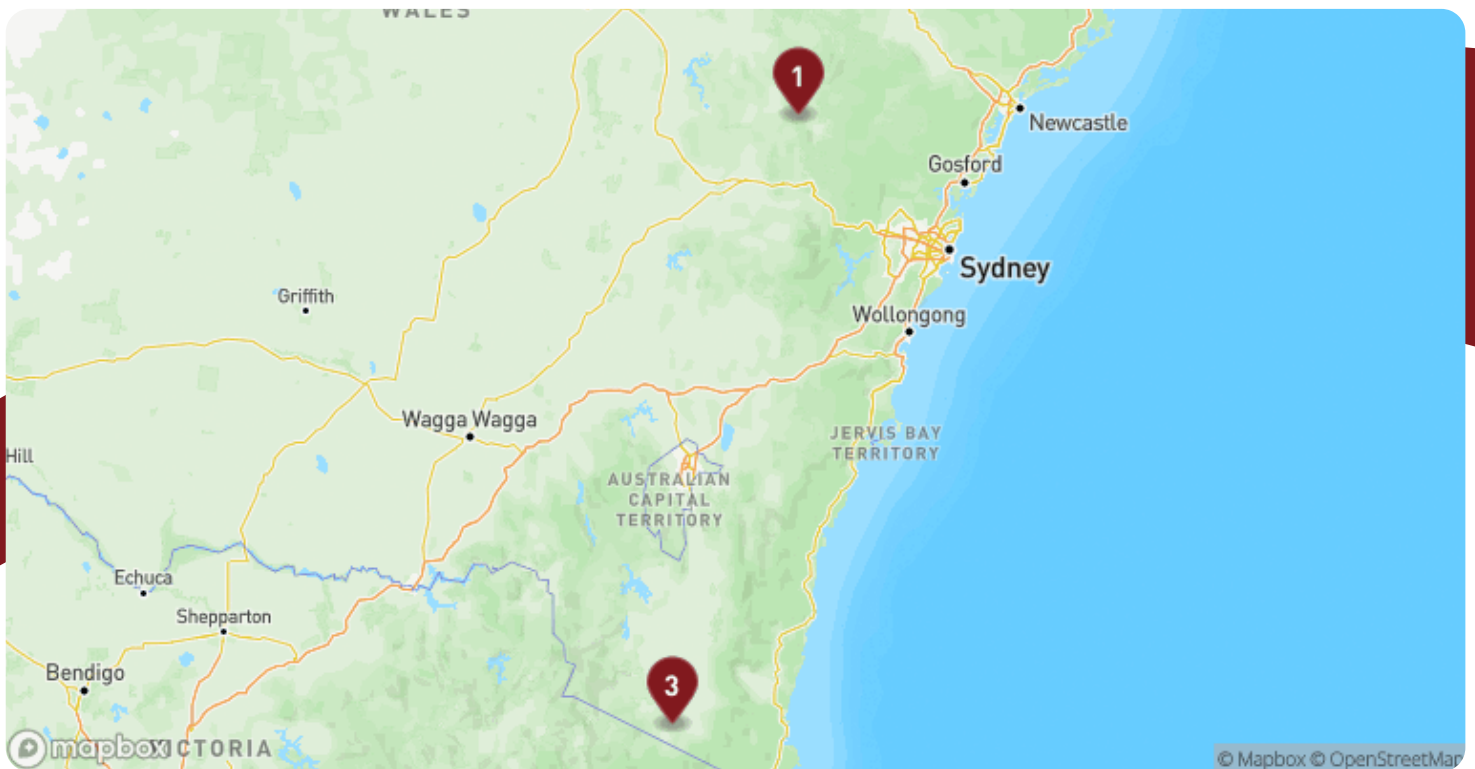 WALES
1
Newcastle
Gosford
Sydney
Griffith
Wollongong
Wagga Wagga
JERVIS BAY
TERRITORY
Hill
AUSTRALIAN
CAPITAL
TERRITORY
Echuca
Shepparton
Bendigo
3
mapbox
VICTORIA
© Mapbox © OpenStreetMap